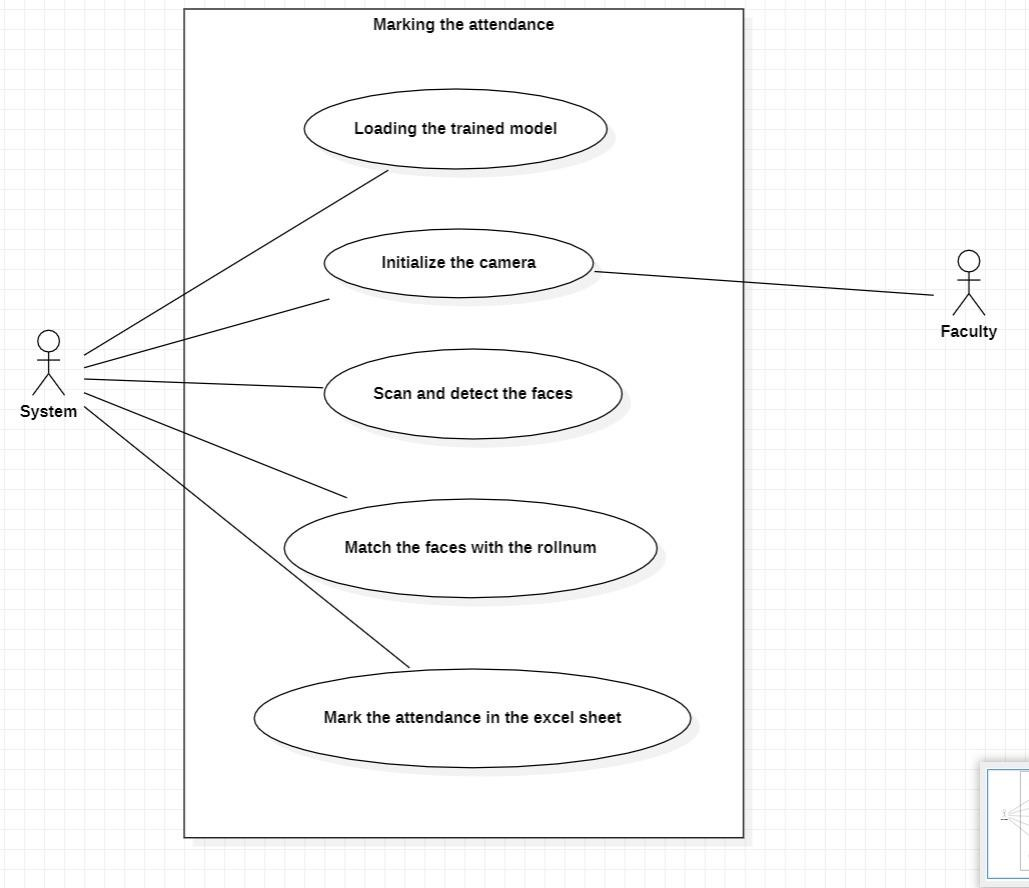 Marking the attendance
Loading the trained model
Initialize the camera
Faculty
Scan and detect the faces
System
Match the faces with the rollnum
Mark the attendance in the excel sheet